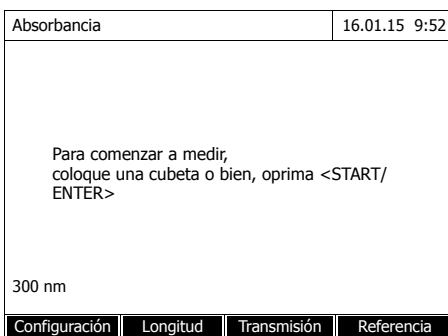 Absorbancia 16.01.15 9:52
Para comenzar a medir,
coloque una cubeta o bien, oprima <START/
ENTER>
300 nm
Configuración Longitud Transmisión Referencia